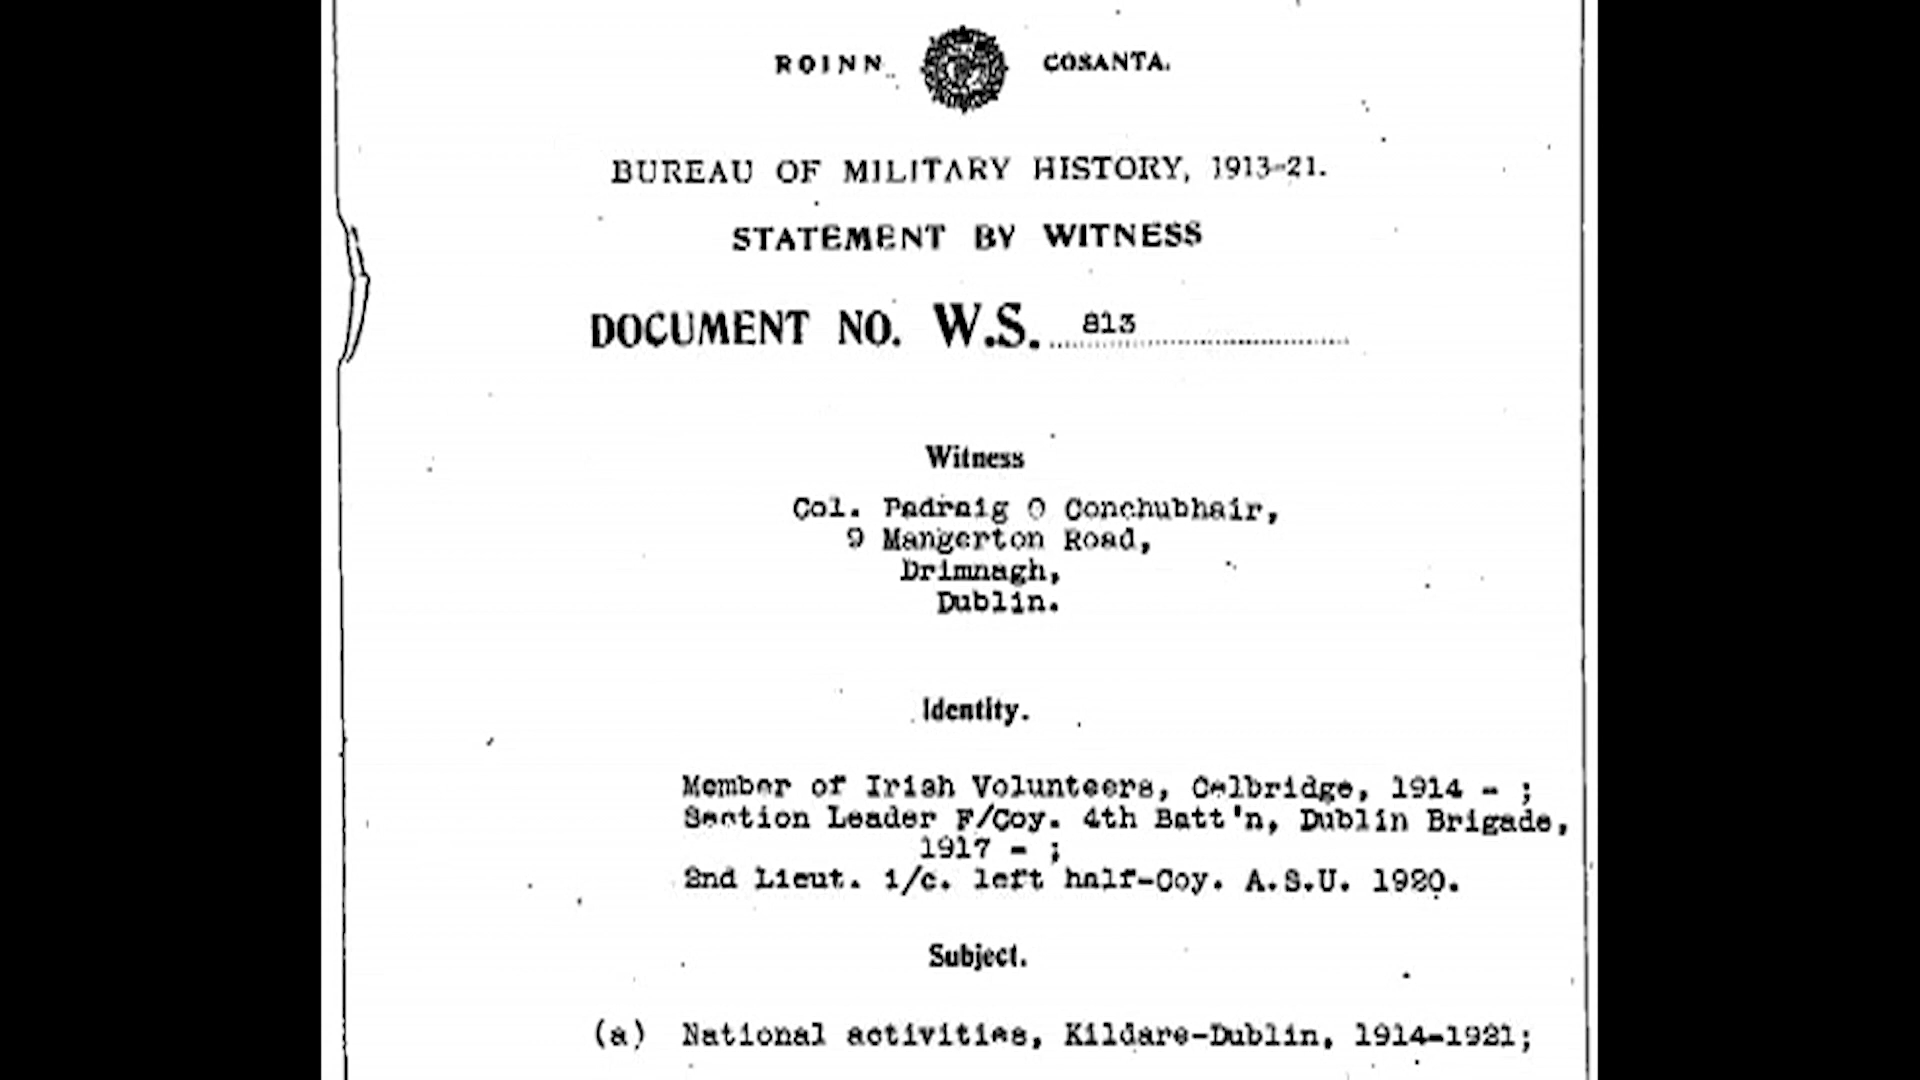 ROINN COSANTA.
BUREAU OF MILITARY HISTORY, 1913-21.
STATEMENT BY WITNESS
DOCUMENT NO. W.S. 813
Witness
Col. Padraig O Conchubhair,
9 Mangerton Road,
Drimnagh,
Dublin.
Identity.
Member of Irish Volunteers, Celbridge, 1914 - ;
Section Leader F/Coy. 4th Batt'n, Dublin Brigade,
1917 - ;
2nd Lieut. i/c. left half-Coy. A.S.U. 1920.
Subject.
(a) National activities, Kildare-Dublin, 1914-1921;